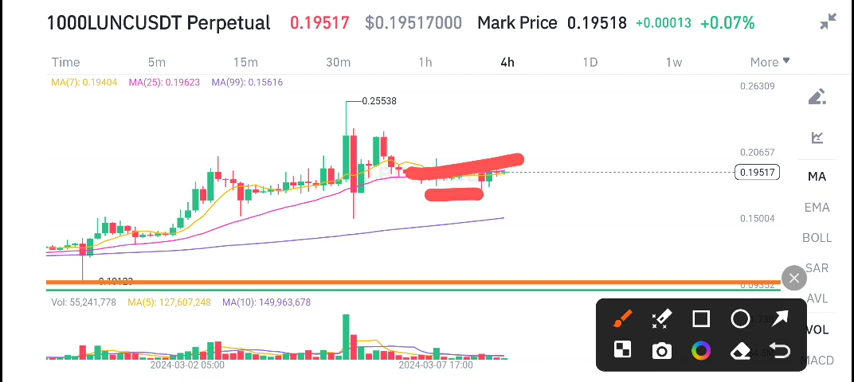 1000LUNCUSDT Perpetual 0.19517 $0.19517000 Mark Price 0.19518 +0.00013 +0.07%
Time 5m 15m 30m 1h 4h 1D 1w More
MA(7): 0.19404 MA(25): 0.19623 MA(99): 0.15616
0.26309
0.25538
0.20657
0.19517
MA
EMA
0.15004
BOLL
SAR
AVL
Vol: 55,241,778 MA(5): 127,607,248 MA(10): 149,963,678
VOL
MACD
2024-03-02 05:00 2024-03-07 17:00